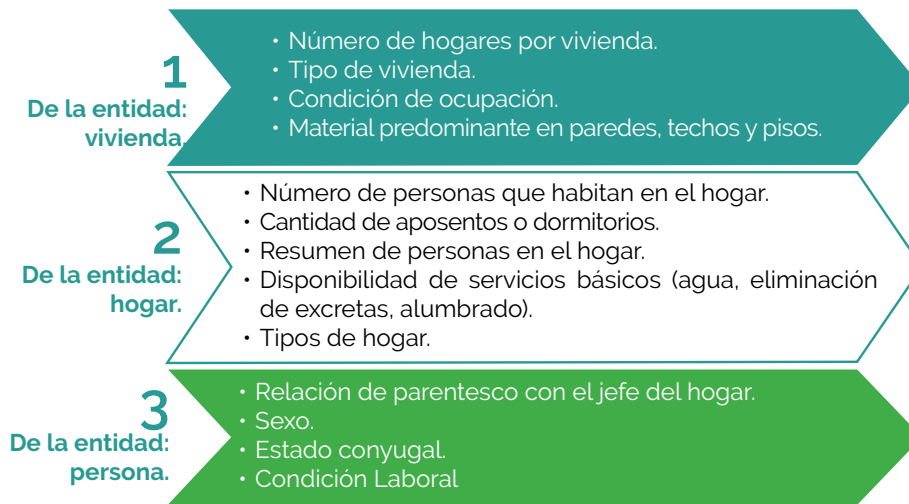 1
De la entidad:
vivienda.
• Número de hogares por vivienda.
• Tipo de vivienda.
• Condición de ocupación.
• Material predominante en paredes, techos y pisos.
2
De la entidad:
hogar.
• Número de personas que habitan en el hogar.
• Cantidad de aposentos o dormitorios.
• Resumen de personas en el hogar.
• Disponibilidad de servicios básicos (agua, eliminación
de excretas, alumbrado).
• Tipos de hogar.
3
De la entidad:
persona.
• Relación de parentesco con el jefe del hogar.
• Sexo.
• Estado conyugal.
• Condición Laboral